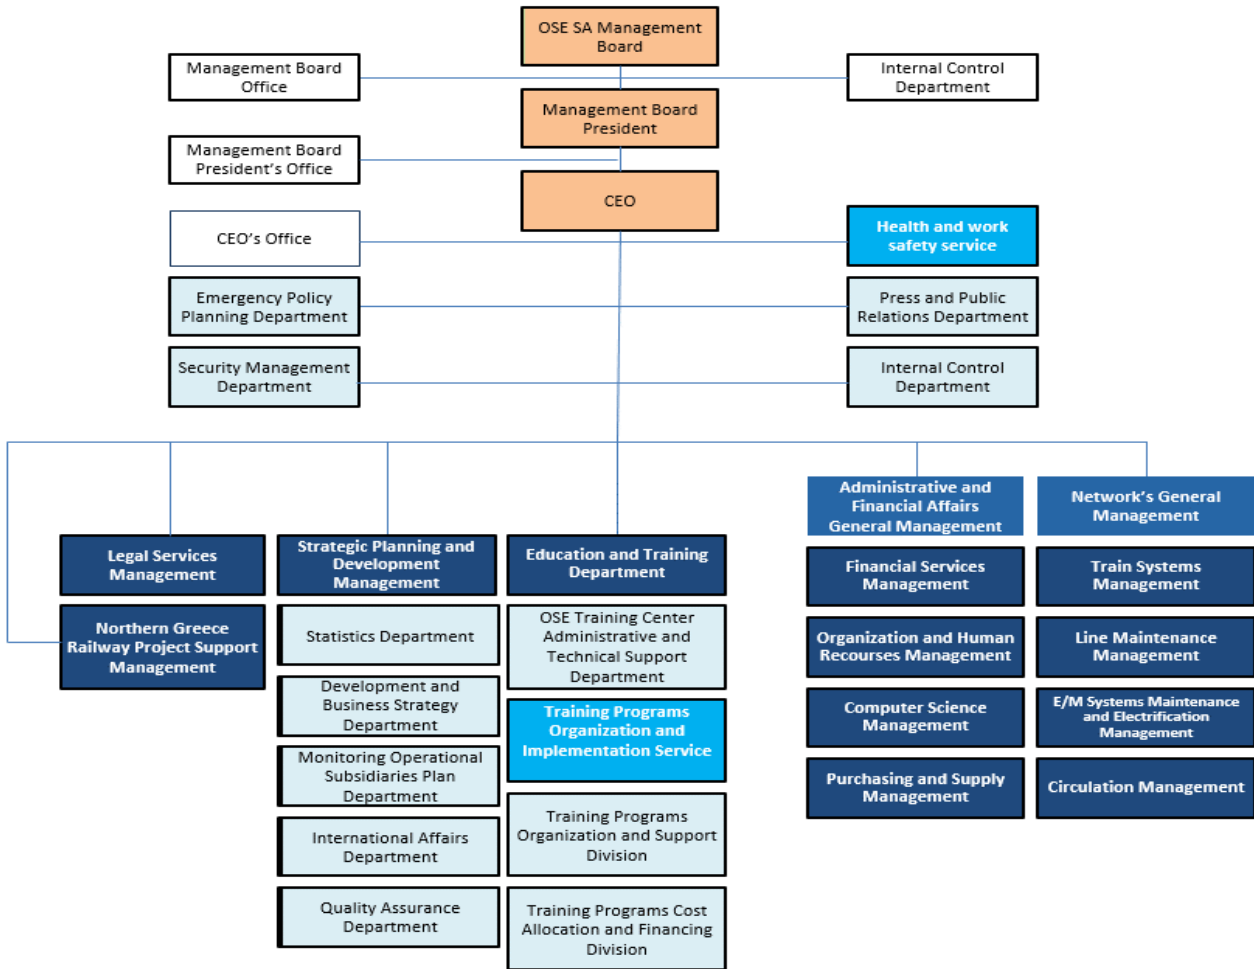 OSE SA Management
Board
Management Board
Office
Internal Control
Department
Management Board
President
Management Board
President’s Office
CEO
CEO’s Office
Health and work
safety service
Emergency Policy
Planning Department
Press and Public
Relations Department
Security Management
Department
Internal Control
Department
Legal Services
Management
Northern Greece
Railway Project Support
Management
Strategic Planning and
Development
Management
Statistics Department
Development and
Business Strategy
Department
Monitoring Operational
Subsidiaries Plan
Department
International Affairs
Department
Quality Assurance
Department
Education and Training
Department
OSE Training Center
Administrative and
Technical Support
Department
Training Programs
Organization and
Implementation Service
Training Programs
Organization and Support
Division
Training Programs Cost
Allocation and Financing
Division
Administrative and
Financial Affairs
General Management
Financial Services
Management
Organization and Human
Recourses Management
Computer Science
Management
Purchasing and Supply
Management
Network’s General
Management
Train Systems
Management
Line Maintenance
Management
E/M Systems Maintenance
and Electrification
Management
Circulation Management